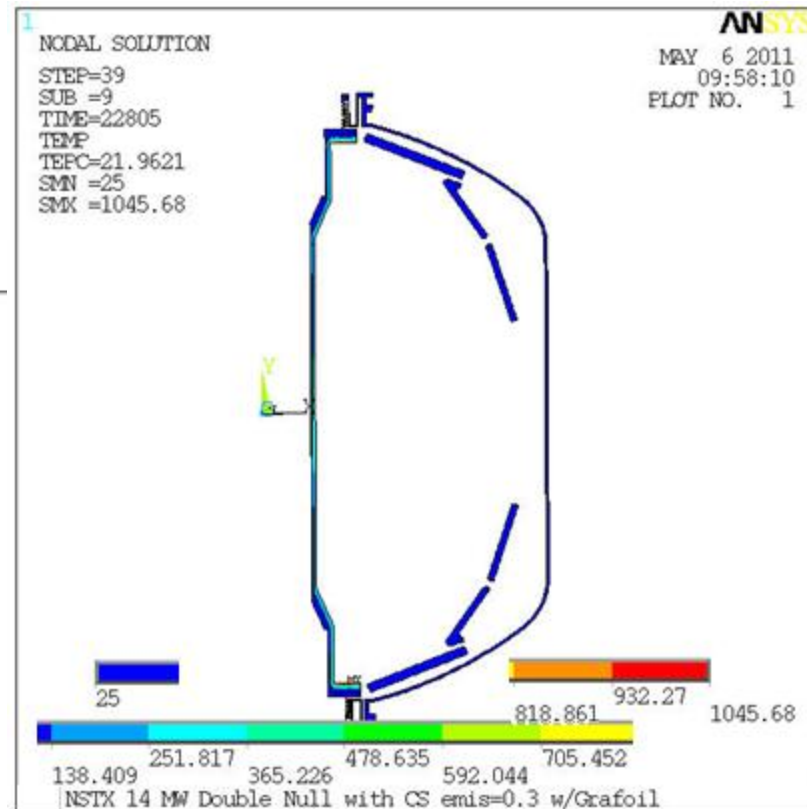 1
NODAL SOLUTION
STEP=39
SUB =9
TIME=22805
TEMP
TEPC=21.9621
SMN =25
SMX =1045.68
ANSYS
MAY 6 2011
09:58:10
PLOT NO. 1
Y
X
25
932.27
818.861
1045.68
251.817
478.635
705.452
138.409
365.226
592.044
NSTX 14 MW Double Null with CS emis=0.3 w/Grafoil